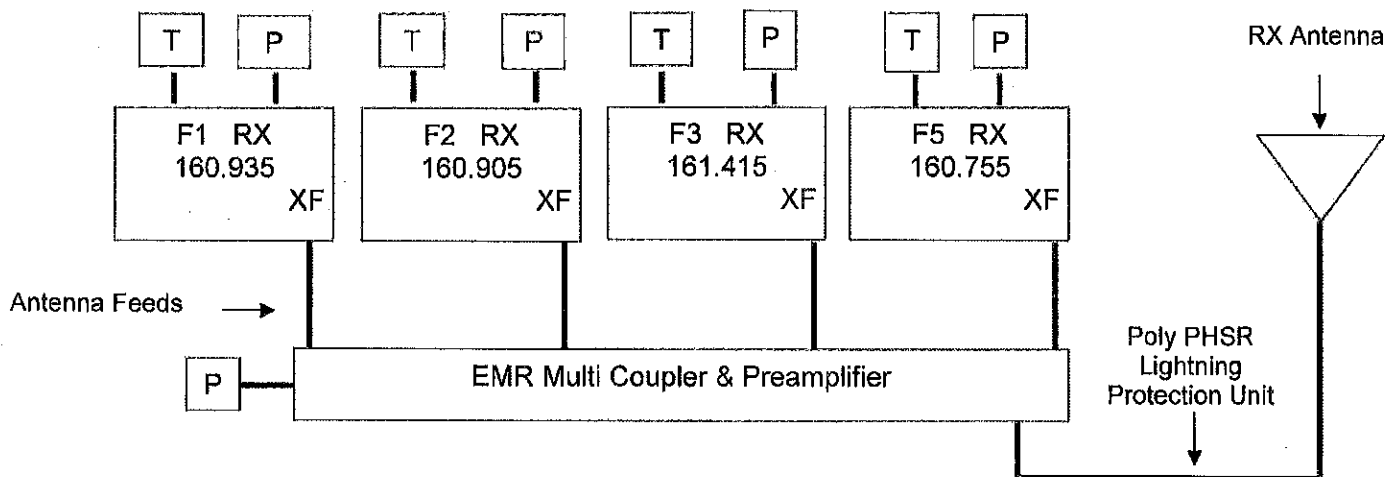 T P T P T P T P
RX Antenna
F1 RX
160.935
XF
F2 RX
160.905
XF
F3 RX
161.415
XF
F5 RX
160.755
XF
Antenna Feeds
P
EMR Multi Coupler & Preamplifier
Poly PHSR
Lightning
Protection Unit